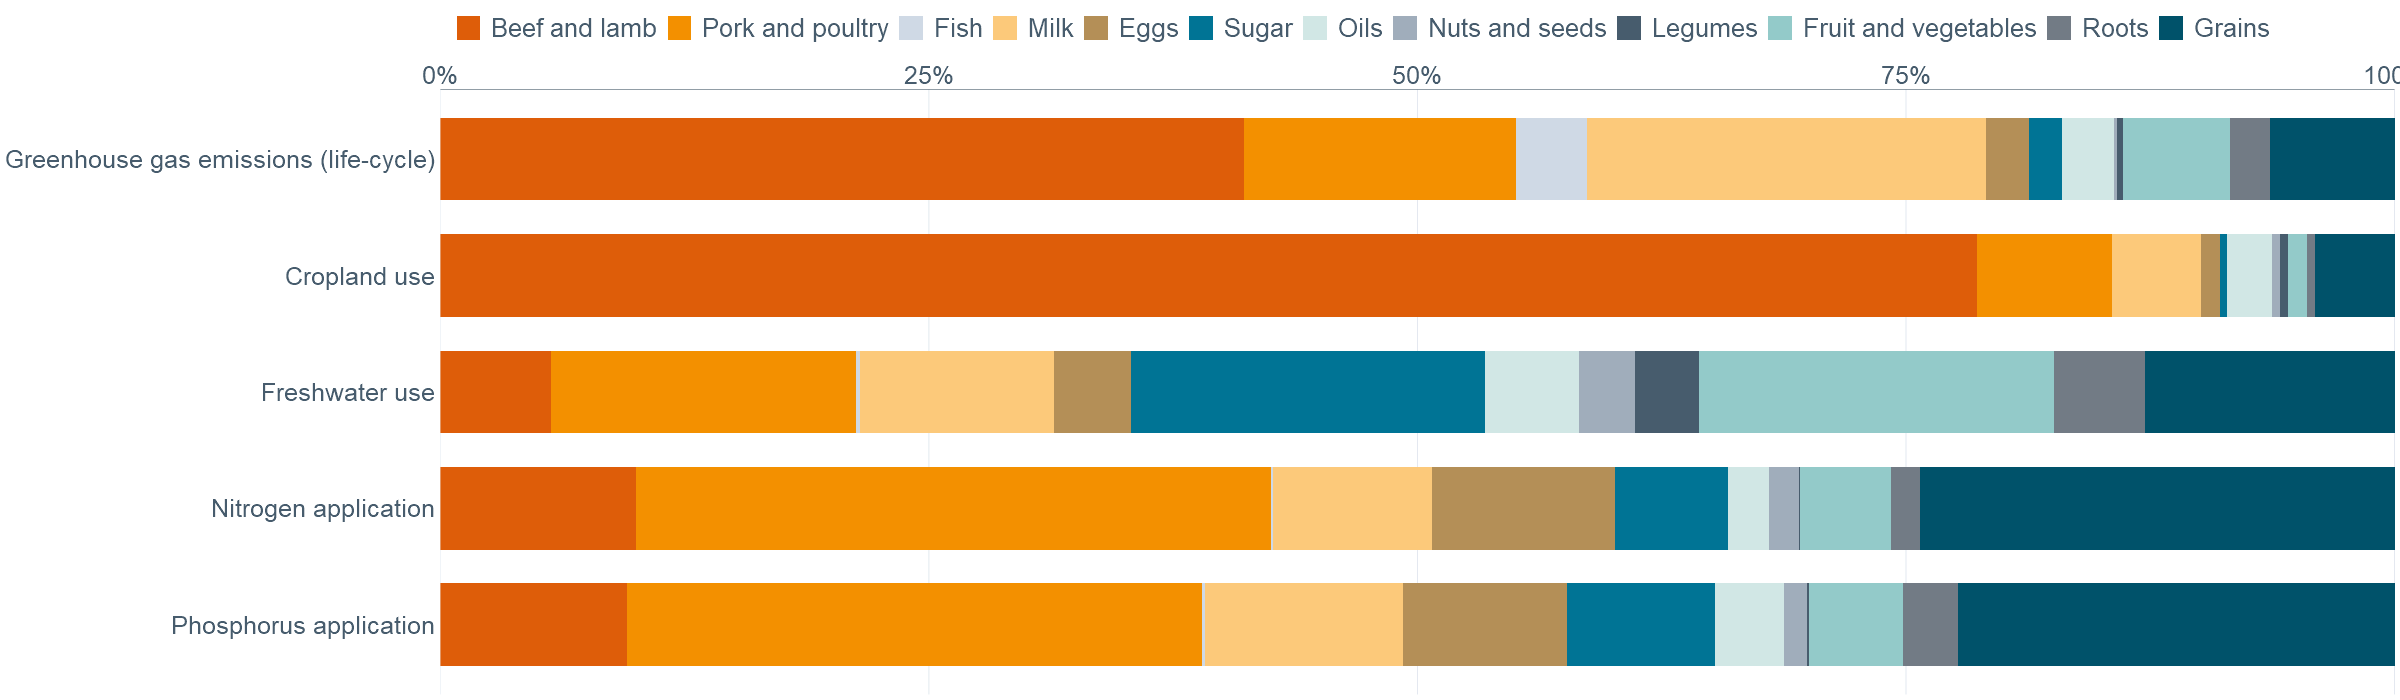 Beef and lamb Pork and poultry Fish Milk Eggs Sugar Oils Nuts and seeds Legumes Fruit and vegetables Roots Grains
0% 25% 50% 75% 100
Greenhouse gas emissions (life-cycle)
Cropland use
Freshwater use
Nitrogen application
Phosphorus application